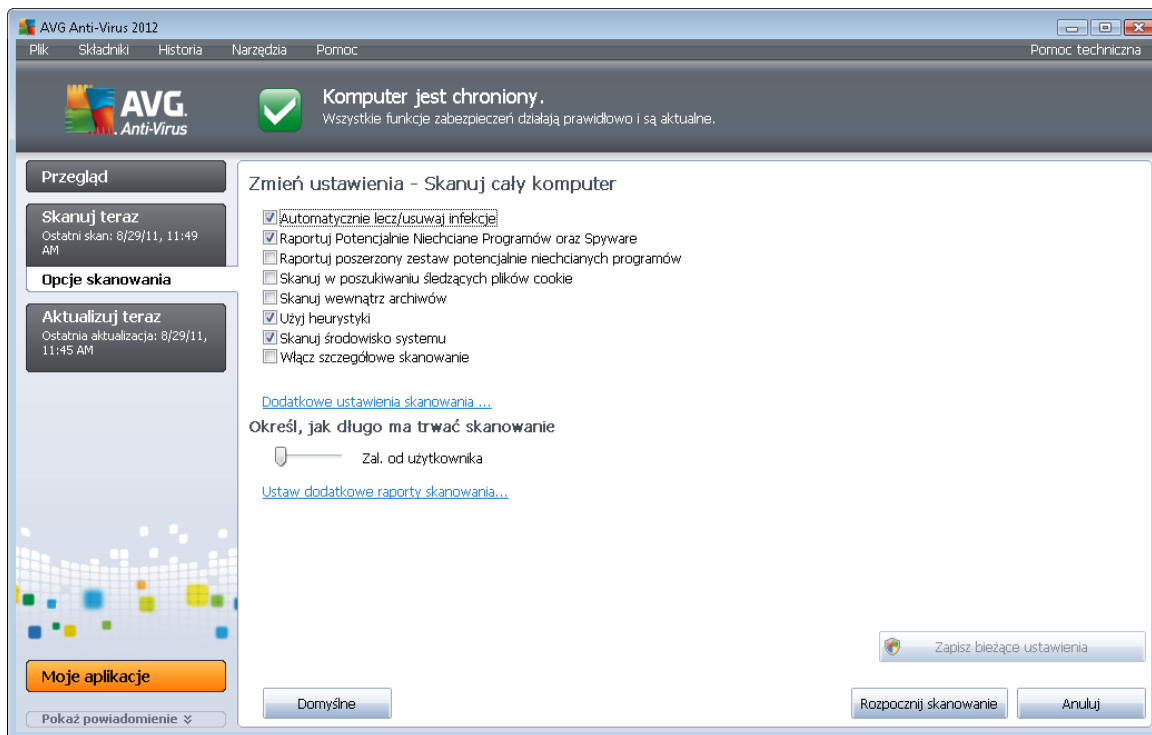 AVG Anti-Virus 2012
Plik Składniki Historia Narzędzia Pomoc Pomoc techniczna
AVG.
Anti-Virus
Komputer jest chroniony.
Wszystkie funkcje zabezpieczeń działają prawidłowo i są aktualne.
Przegląd
Skanuj teraz
Ostatni skan: 8/29/11, 11:49
AM
Opcje skanowania
Aktualizuj teraz
Ostatnia aktualizacja: 8/29/11,
11:45 AM
Moje aplikacje
Pokaż powiadomienie
Zmień ustawienia - Skanuj cały komputer
Automatycznie lecz/usuwaj infekcje
Raportuj Potencjalnie Niechciane Programów oraz Spyware
Raportuj poszerzony zestaw potencjalnie niechcianych programów
Skanuj w poszukiwaniu śledzących plików cookie
Skanuj wewnątrz archiwów
Użyj heurystyki
Skanuj środowisko systemu
Włącz szczegółowe skanowanie
Dodatkowe ustawienia skanowania ...
Określ, jak długo ma trwać skanowanie
Zal. od użytkownika
Ustaw dodatkowe raporty skanowania...
Zapisz bieżące ustawienia
Domyślne
Rozpocznij skanowanie
Anuluj